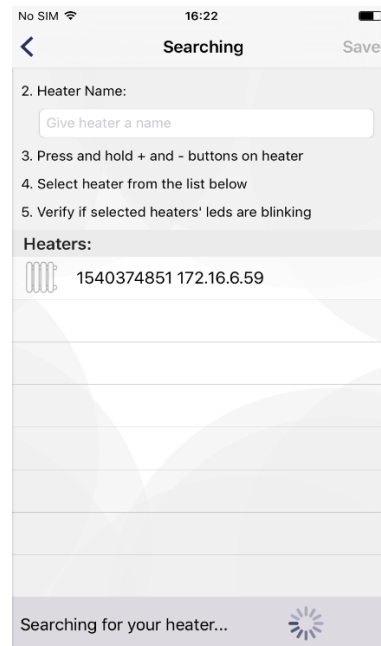 No SIM 16:22
Searching Save
2. Heater Name:
Give heater a name
3. Press and hold + and - buttons on heater
4. Select heater from the list below
5. Verify if selected heaters' leds are blinking
Heaters:
1540374851 172.16.6.59
Searching for your heater...